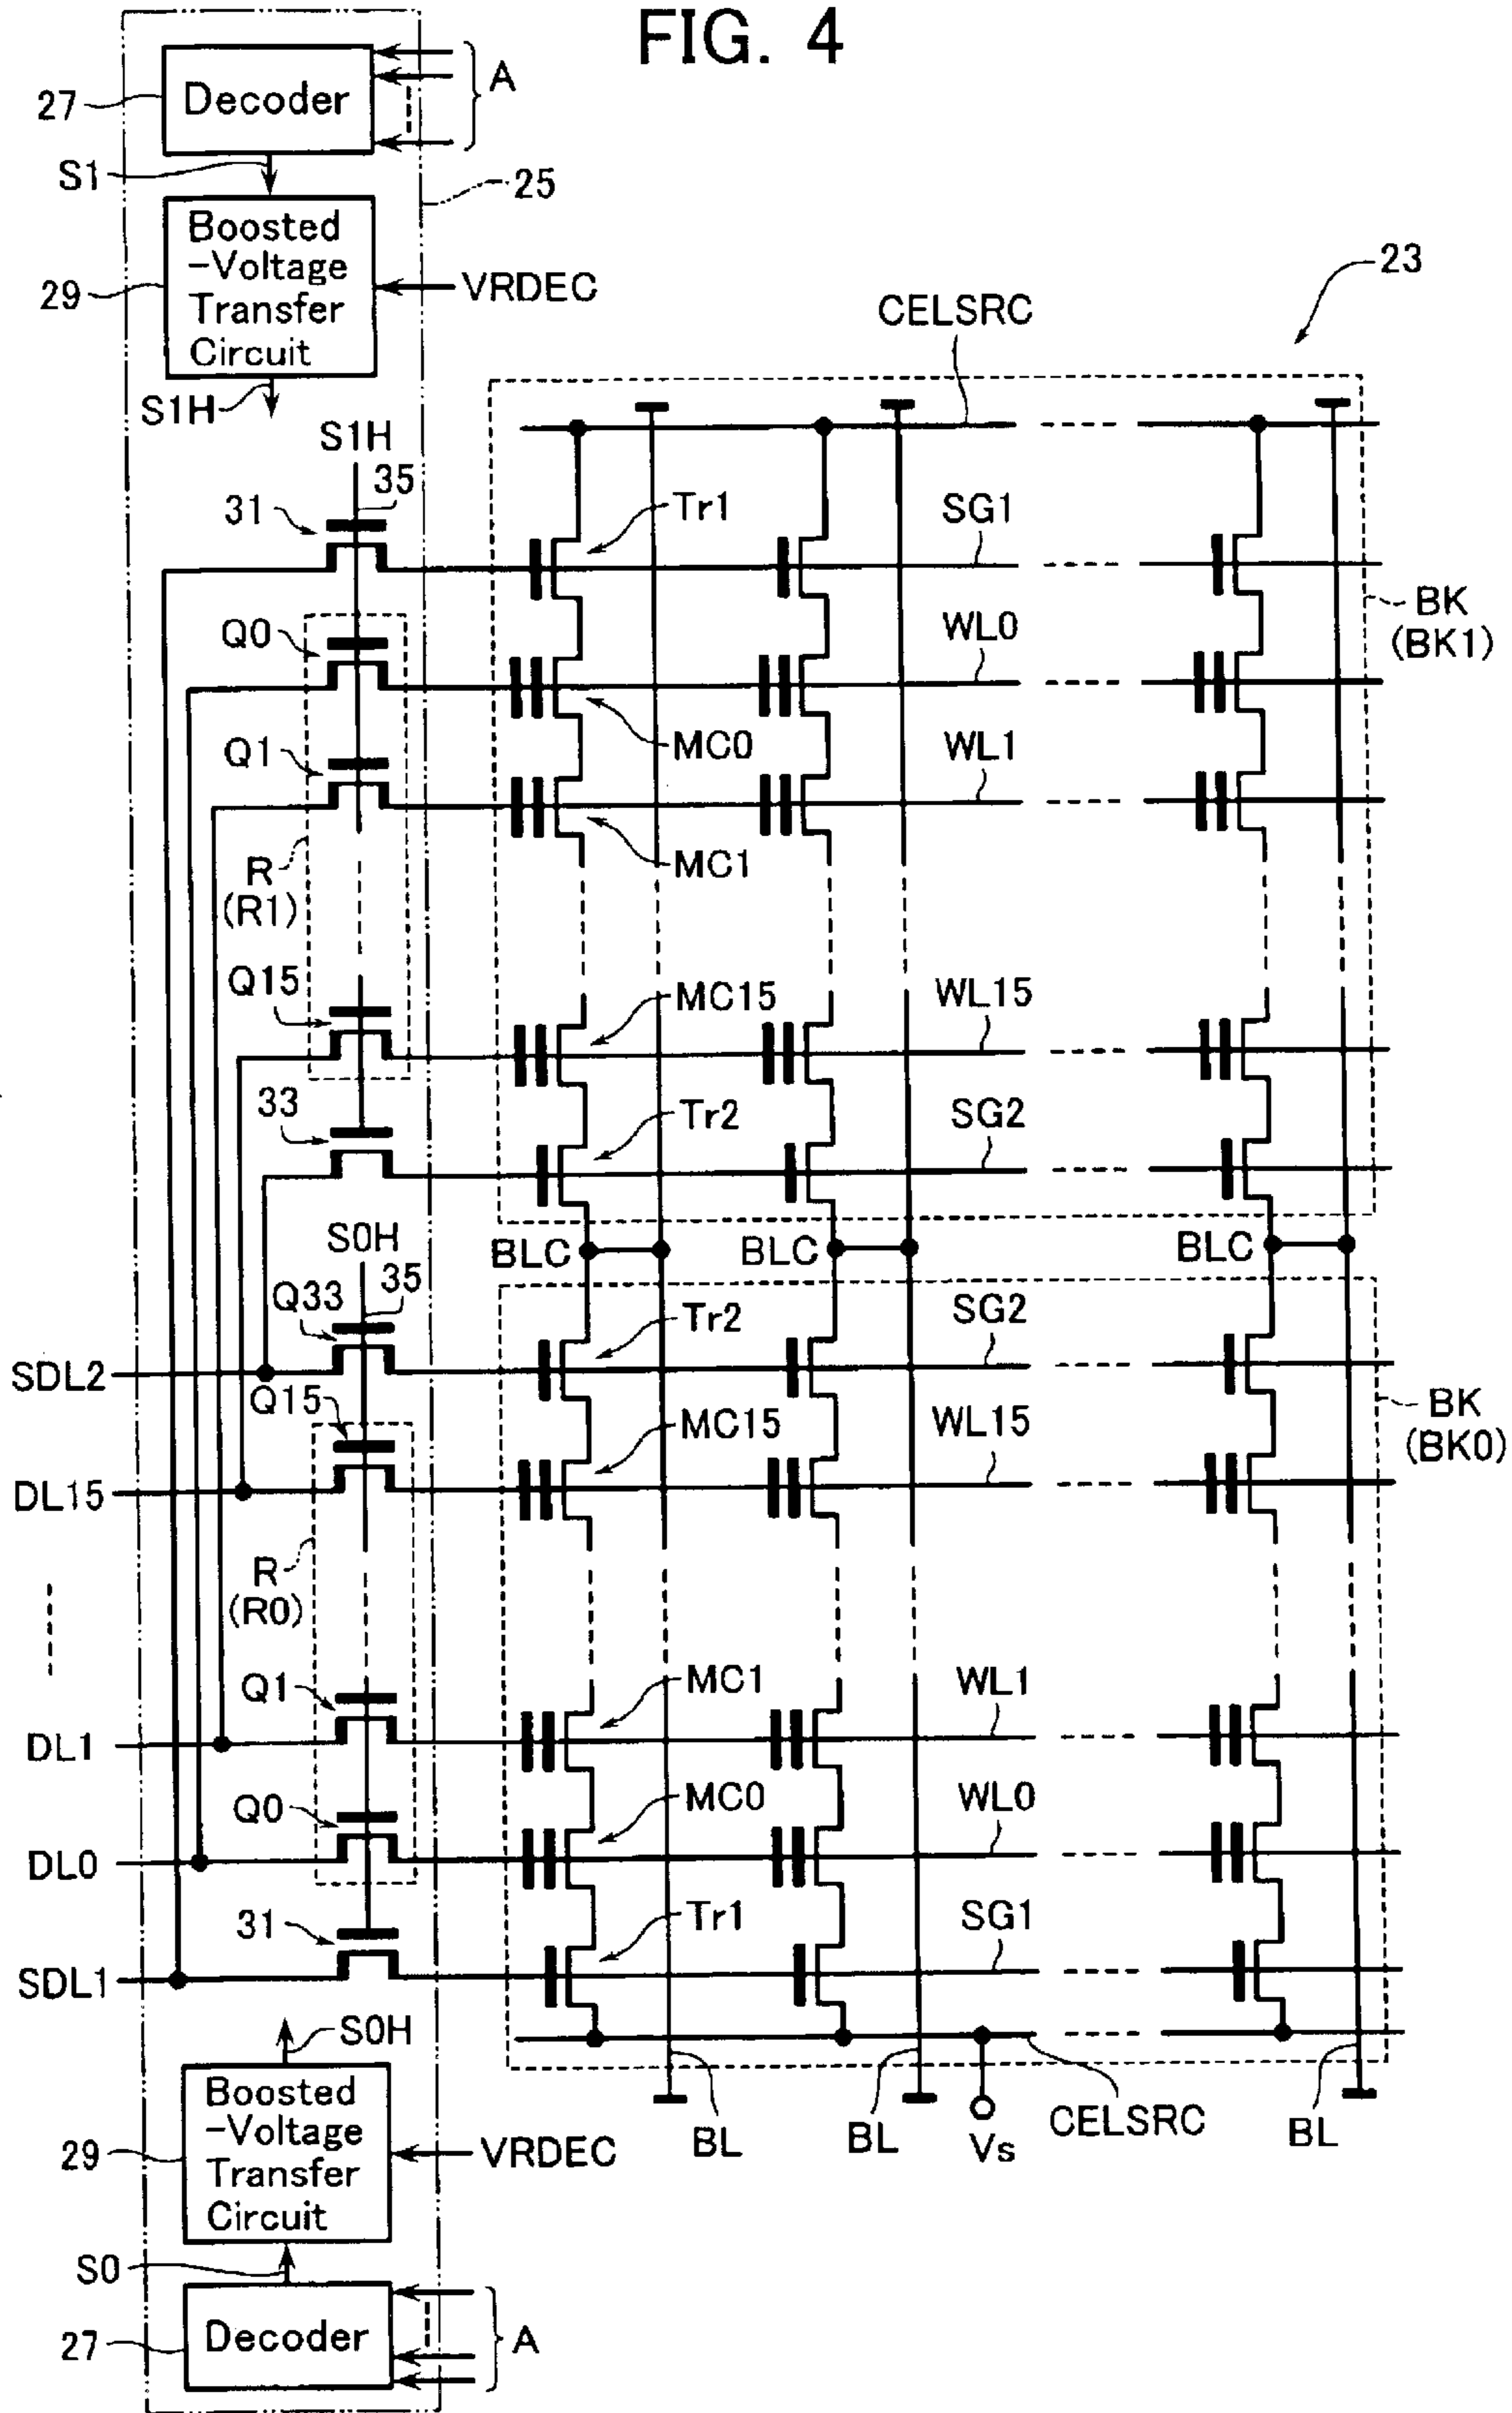 FIG. 4
27
Decoder
A
S1
25
29
Boosted
-Voltage
Transfer
Circuit
VRDEC
23
CELSRC
S1H
S1H
35
31
Tr1
SG1
BK
(BK1)
Q0
WL0
MC0
Q1
WL1
MC1
R
(R1)
Q15
MC15
WL15
33
Tr2
SG2
S0H
BLC
BLC
BLC
35
Q33
Tr2
SG2
SDL2
Q15
MC15
WL15
BK
(BK0)
DL15
R
(R0)
Q1
MC1
WL1
DL1
Q0
MC0
WL0
DL0
31
Tr1
SG1
SDL1
S0H
Boosted
-Voltage
Transfer
Circuit
29
VRDEC
BL
BL
Vs
CELSRC
BL
S0
27
Decoder
A